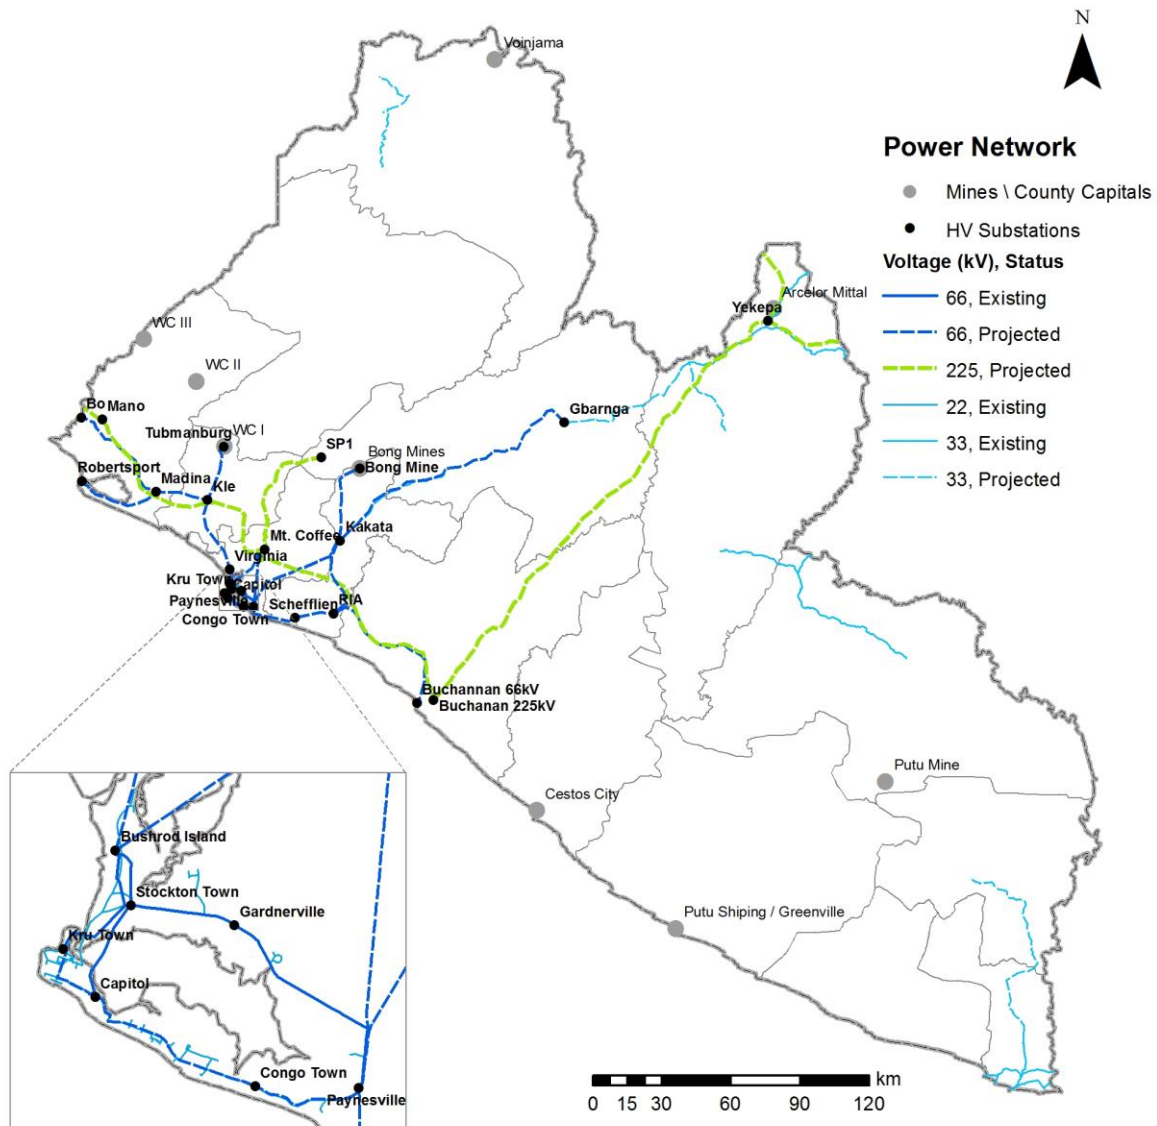 N
Voinjama
Power Network
Mines \ County Capitals
HV Substations
Voltage (kV), Status
66, Existing
66, Projected
225, Projected
22, Existing
33, Existing
33, Projected
Arcelor Mittal
Yekepa
WC III
WC II
Bo Mano
Gbarnga
Tubmanburg WC I
SP1
Bong Mines
Bong Mine
Robertsport
Madina
Kle
Mt. Coffee
Kakata
Virginia
Kru Town
Capitol
Paynesville
Schefflien
RIA
Congo Town
Buchannan 66kV
Buchanan 225kV
Putu Mine
Cestos City
Putu Shiping / Greenville
Bushrod Island
Stockton Town
Gardnerville
Kru Town
Capitol
Congo Town
Paynesville
km
0 15 30 60 90 120